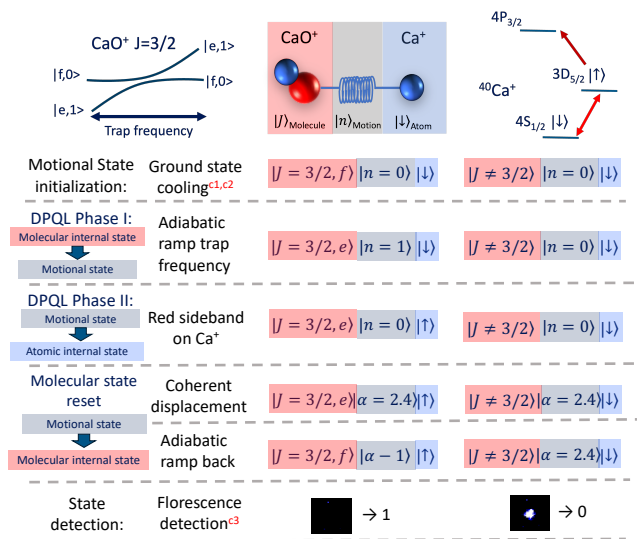 CaO⁺ J=3/2
|f,0⟩
|e,1⟩
|e,1⟩
|f,0⟩
Trap frequency
CaO⁺
Ca⁺
|J⟩Molecule
|n⟩Motion
|↓⟩Atom
4P3/2
3D5/2 |↑⟩
⁴⁰Ca⁺
4S1/2 |↓⟩
Motional State
initialization:
Ground state
cooling c1,c2
|J = 3/2, f⟩ |n = 0⟩ |↓⟩
|J ≠ 3/2⟩ |n = 0⟩ |↓⟩
DPQL Phase I:
Molecular internal state
Motional state
Adiabatic
ramp trap
frequency
|J = 3/2, e⟩ |n = 1⟩ |↓⟩
|J ≠ 3/2⟩ |n = 0⟩ |↓⟩
DPQL Phase II:
Motional state
Atomic internal state
Red sideband
on Ca⁺
|J = 3/2, e⟩ |n = 0⟩ |↑⟩
|J ≠ 3/2⟩ |n = 0⟩ |↓⟩
Molecular state
reset
Motional state
Molecular internal state
Coherent
displacement
|J = 3/2, e⟩ |α = 2.4⟩ |↑⟩
|J ≠ 3/2⟩ |α = 2.4⟩ |↓⟩
Adiabatic
ramp back
|J = 3/2, f⟩ |α − 1⟩ |↑⟩
|J ≠ 3/2⟩ |α = 2.4⟩ |↓⟩
State
detection:
Florescence
detection c3
→ 1
→ 0